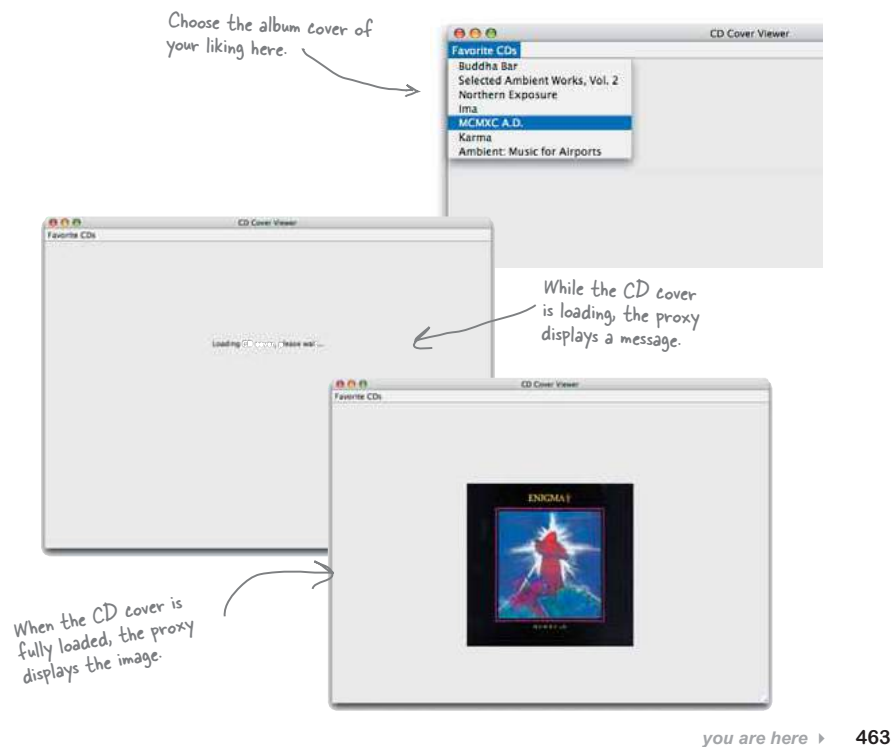 Choose the album cover of
your liking here.
CD Cover Viewer
Favorite CDs
Buddha Bar
Selected Ambient Works, Vol. 2
Northern Exposure
Ima
MCMXC A.D.
Karma
Ambient: Music for Airports
CD Cover Viewer
Favorite CDs
While the CD cover
is loading, the proxy
displays a message.
Loading
CD Cover Viewer
Favorite CDs
ENIGMA
When the CD cover is
fully loaded, the proxy
displays the image.
you are here 463